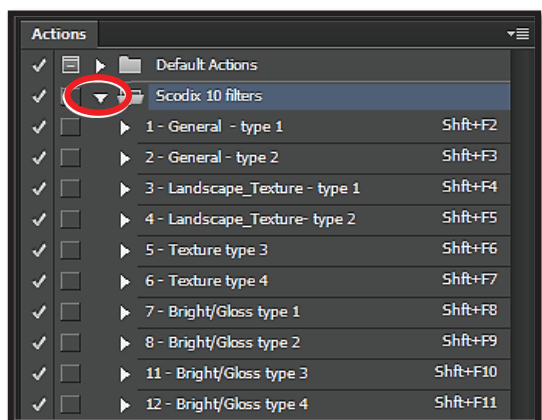 Actions
Default Actions
Scodix 10 filters
1 - General - type 1 Shft+F2
2 - General - type 2 Shft+F3
3 - Landscape_Texture - type 1 Shft+F4
4 - Landscape_Texture- type 2 Shft+F5
5 - Texture type 3 Shft+F6
6 - Texture type 4 Shft+F7
7 - Bright/Gloss type 1 Shft+F8
8 - Bright/Gloss type 2 Shft+F9
11 - Bright/Gloss type 3 Shft+F10
12 - Bright/Gloss type 4 Shft+F11